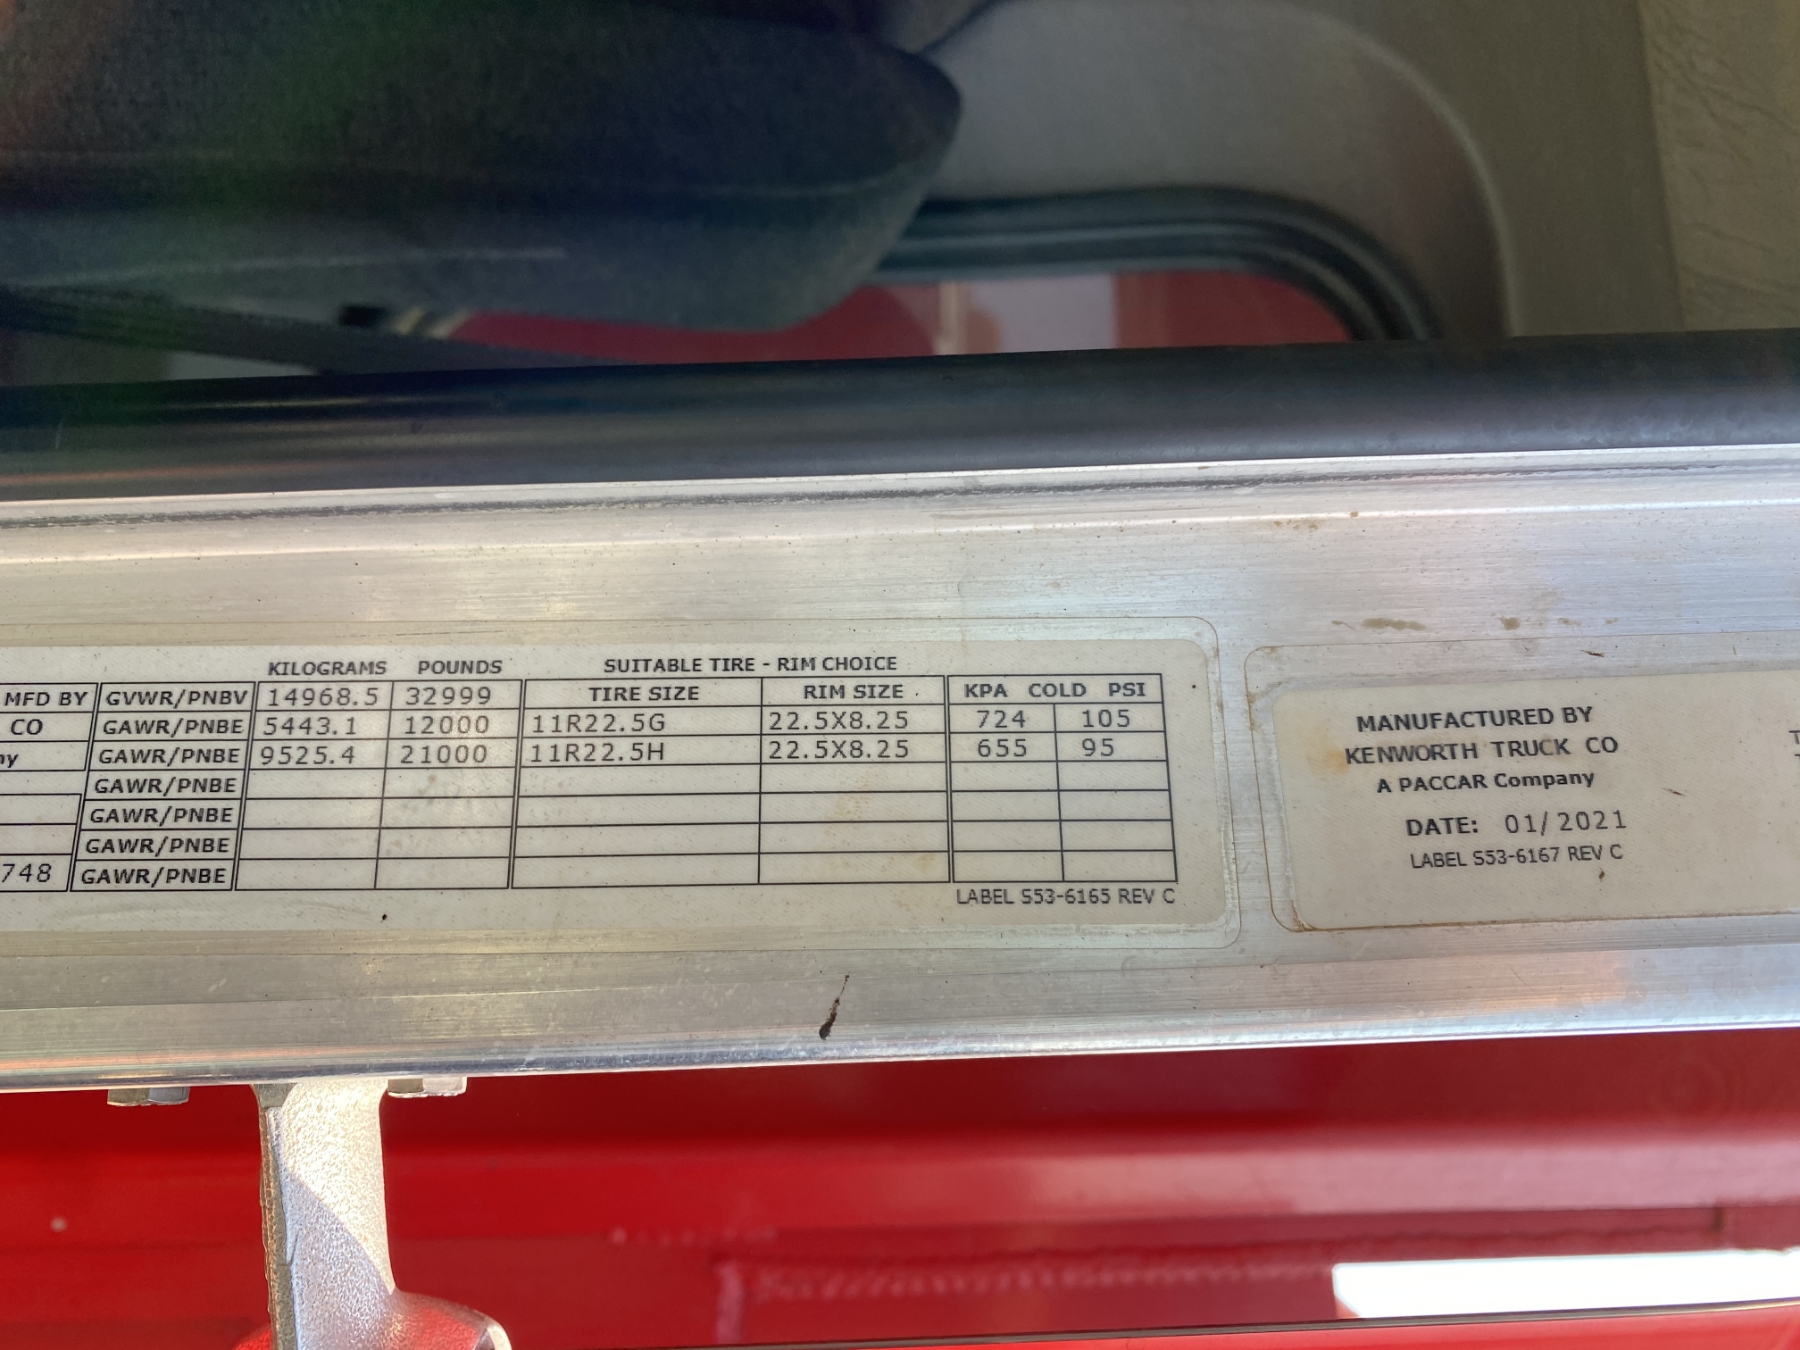 KILOGRAMS POUNDS SUITABLE TIRE - RIM CHOICE
MFD BY GVWR/PNBV 14968.5 32999 TIRE SIZE RIM SIZE KPA COLD PSI
CO GAWR/PNBE 5443.1 12000 11R22.5G 22.5X8.25 724 105
ny GAWR/PNBE 9525.4 21000 11R22.5H 22.5X8.25 655 95
GAWR/PNBE
GAWR/PNBE
GAWR/PNBE
748 GAWR/PNBE
LABEL S53-6165 REV C
MANUFACTURED BY
KENWORTH TRUCK CO
A PACCAR Company
DATE: 01/2021
LABEL S53-6167 REV C